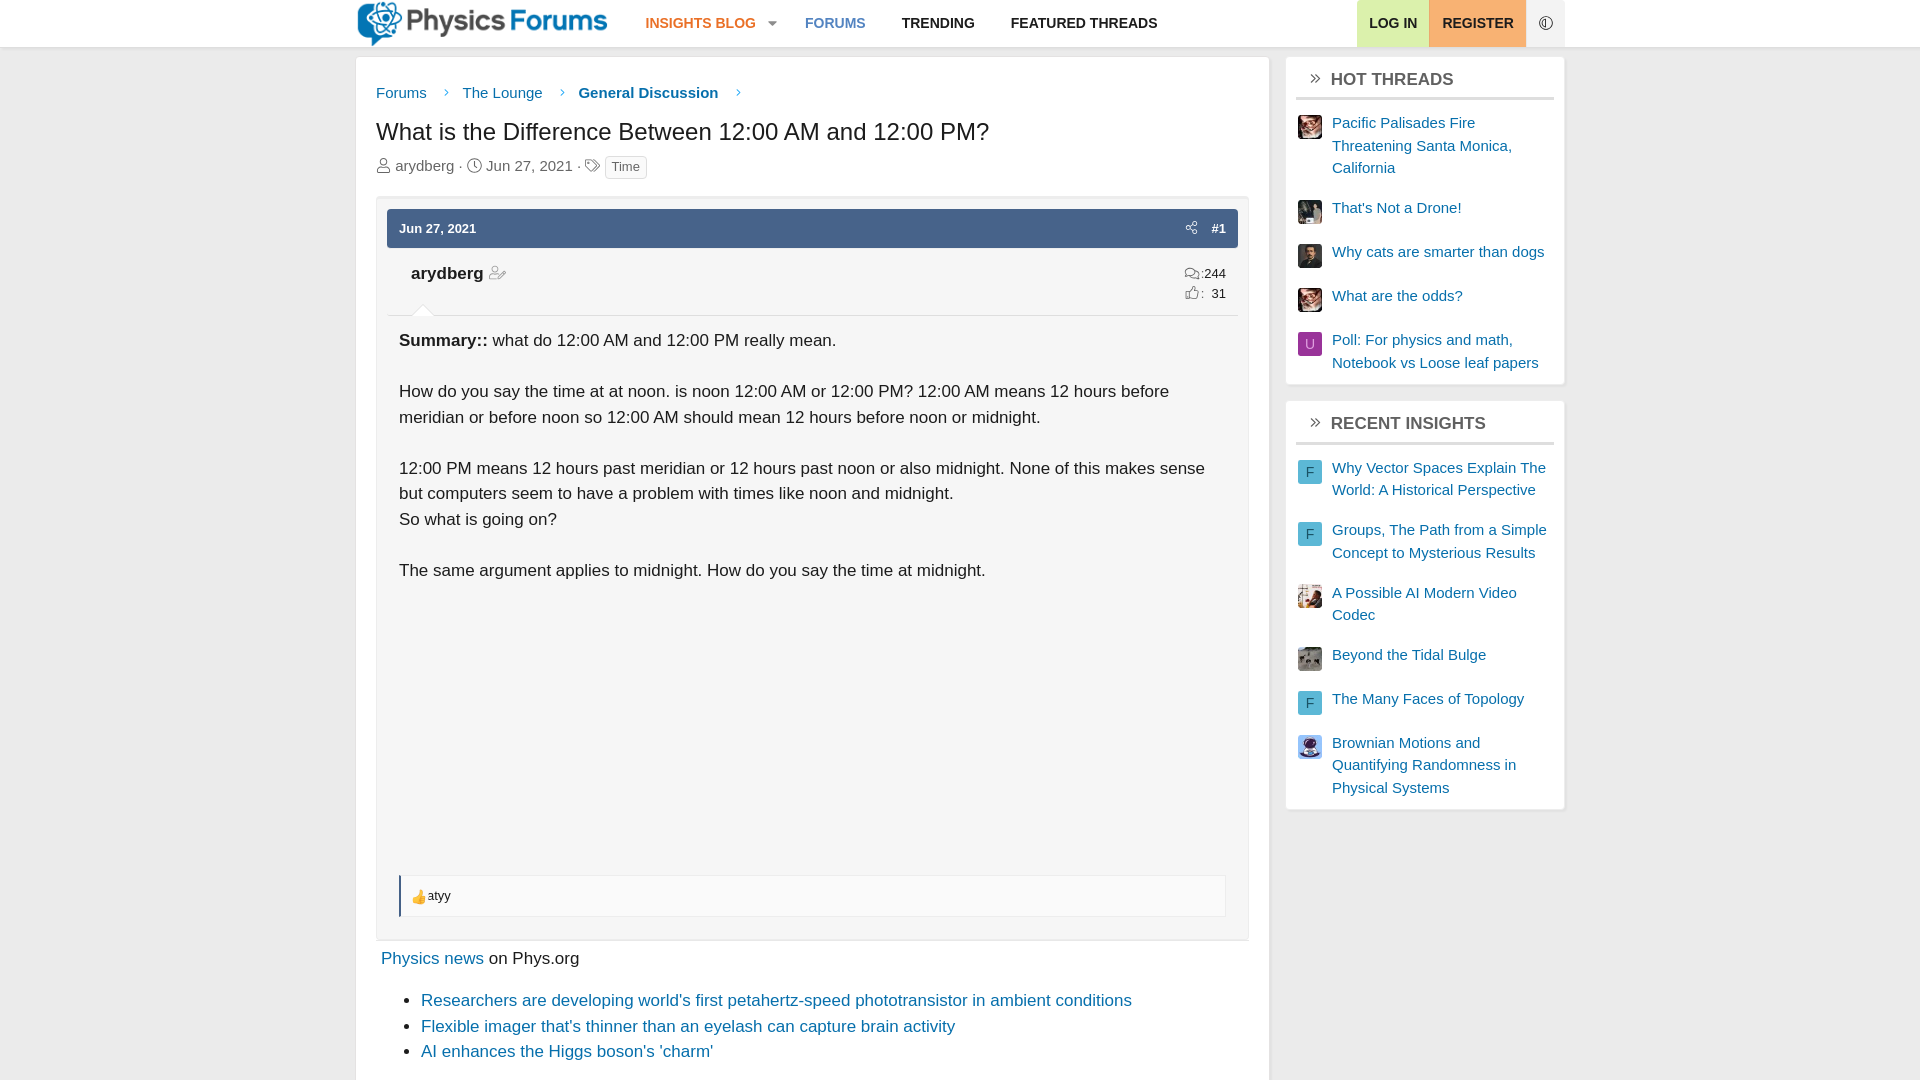 Physics Forums
INSIGHTS BLOG
FORUMS
TRENDING
FEATURED THREADS
LOG IN
REGISTER
Forums
The Lounge
General Discussion
What is the Difference Between 12:00 AM and 12:00 PM?
arydberg · Jun 27, 2021 · Time
Jun 27, 2021
#1
arydberg
:244
: 31
Summary:: what do 12:00 AM and 12:00 PM really mean.
How do you say the time at at noon. is noon 12:00 AM or 12:00 PM? 12:00 AM means 12 hours before
meridian or before noon so 12:00 AM should mean 12 hours before noon or midnight.
12:00 PM means 12 hours past meridian or 12 hours past noon or also midnight. None of this makes sense
but computers seem to have a problem with times like noon and midnight.
So what is going on?
The same argument applies to midnight. How do you say the time at midnight.
atyy
Physics news on Phys.org
• Researchers are developing world's first petahertz-speed phototransistor in ambient conditions
• Flexible imager that's thinner than an eyelash can capture brain activity
• AI enhances the Higgs boson's 'charm'
HOT THREADS
Pacific Palisades Fire
Threatening Santa Monica,
California
That's Not a Drone!
Why cats are smarter than dogs
What are the odds?
U
Poll: For physics and math,
Notebook vs Loose leaf papers
RECENT INSIGHTS
F
Why Vector Spaces Explain The
World: A Historical Perspective
F
Groups, The Path from a Simple
Concept to Mysterious Results
A Possible AI Modern Video
Codec
Beyond the Tidal Bulge
F
The Many Faces of Topology
Brownian Motions and
Quantifying Randomness in
Physical Systems